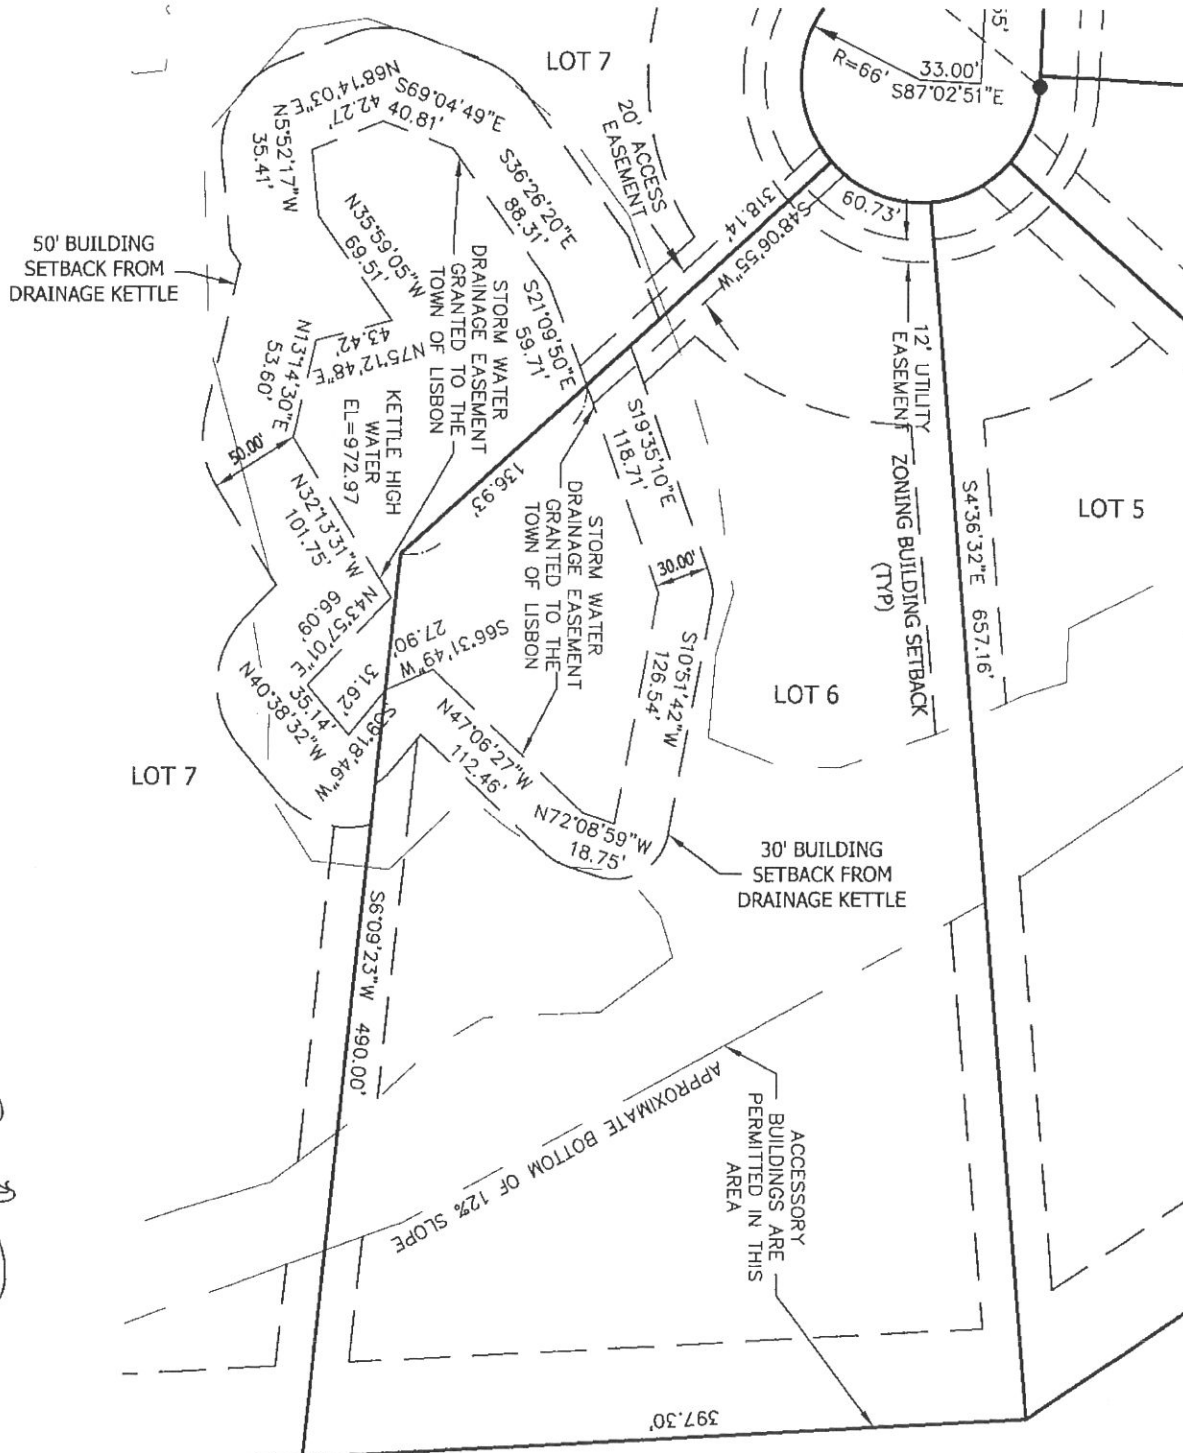 LOT 7
R=66'
33.00'
S87°02'51"E
55'
N68°14'03"E
42.27'
S69°04'49"E
40.81'
N5°52'17"W
35.41'
20' ACCESS
EASEMENT
S36°26'20"E
88.31'
318.14'
S48°06'55"W
60.73'
N35°59'05"W
69.51'
50' BUILDING
SETBACK FROM
DRAINAGE KETTLE
STORM WATER
DRAINAGE EASEMENT
GRANTED TO THE
TOWN OF LISBON
S21°09'50"E
59.71'
N13°14'30"E
53.60'
N75°12'48"E
43.42'
12' UTILITY
EASEMENT
KETTLE HIGH
WATER
EL=972.97
50.00'
S19°35'10"E
118.71'
136.93'
ZONING BUILDING SETBACK
(TYP)
S4°36'32"E 657.16'
LOT 5
N32°13'31"W
101.75'
STORM WATER
DRAINAGE EASEMENT
GRANTED TO THE
TOWN OF LISBON
30.00'
N43°57'01"E
66.09'
S66°31'49"W
27.90'
S10°51'42"W
126.54'
LOT 6
N40°38'32"W
35.14'
31.62'
S39°18'46"W
N47°06'27"W
112.46'
LOT 7
N72°08'59"W
18.75'
30' BUILDING
SETBACK FROM
DRAINAGE KETTLE
S6°09'23"W 490.00'
APPROXIMATE BOTTOM OF 12% SLOPE
ACCESSORY
BUILDINGS ARE
PERMITTED IN THIS
AREA
397.30'